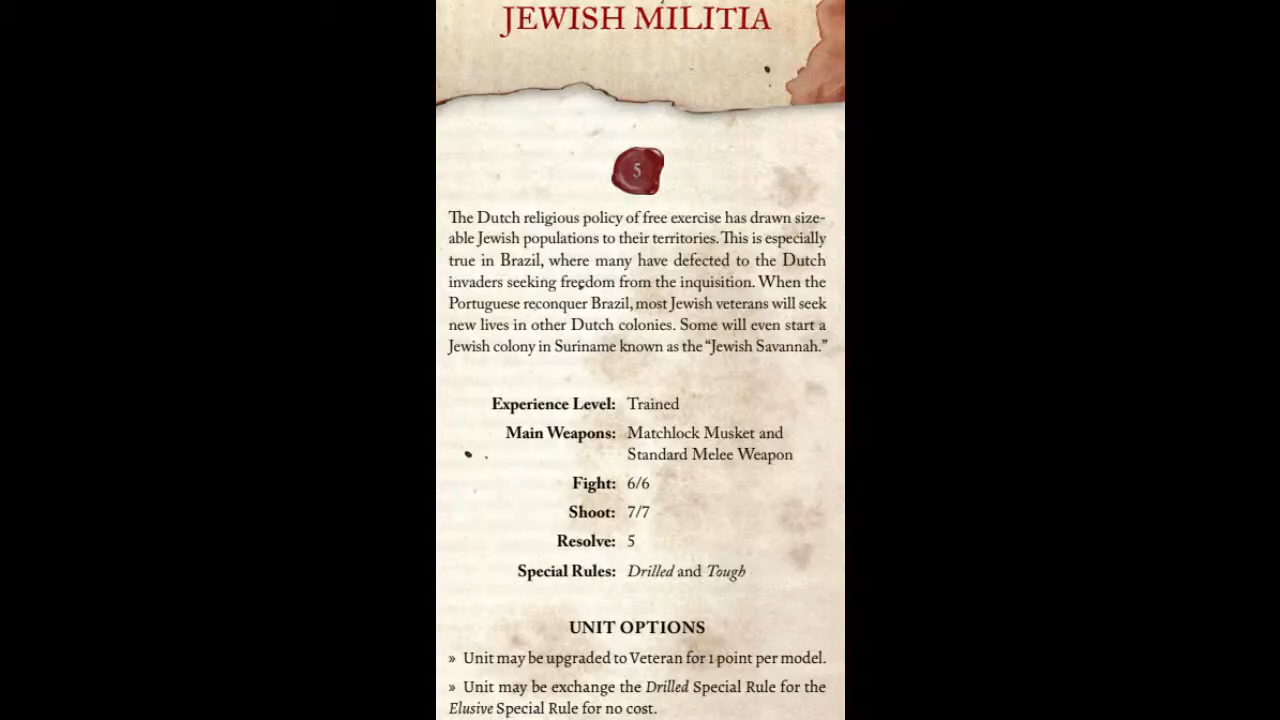 JEWISH MILITIA
5
The Dutch religious policy of free exercise has drawn size-
able Jewish populations to their territories. This is especially
true in Brazil, where many have defected to the Dutch
invaders seeking freedom from the inquisition. When the
Portuguese reconquer Brazil, most Jewish veterans will seek
new lives in other Dutch colonies. Some will even start a
Jewish colony in Suriname known as the “Jewish Savannah.”
Experience Level: Trained
Main Weapons: Matchlock Musket and
Standard Melee Weapon
Fight: 6/6
Shoot: 7/7
Resolve: 5
Special Rules: Drilled and Tough
UNIT OPTIONS
» Unit may be upgraded to Veteran for 1 point per model.
» Unit may be exchange the Drilled Special Rule for the
Elusive Special Rule for no cost.